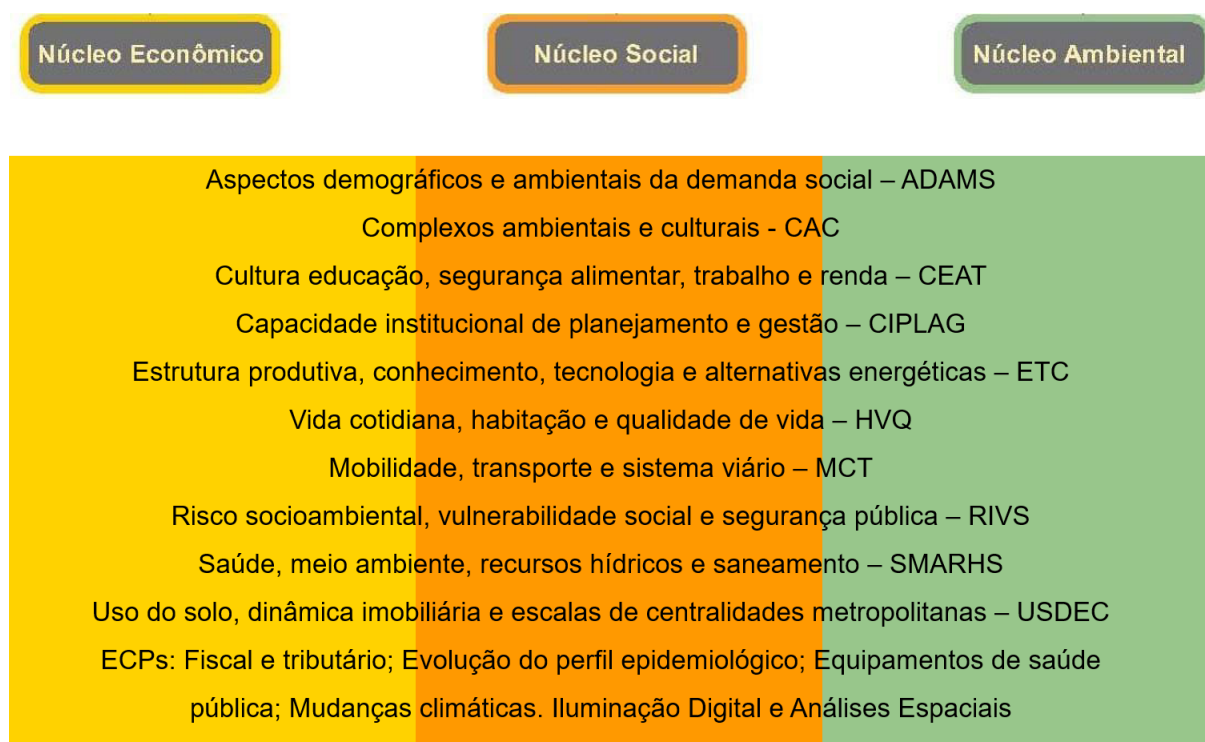 Núcleo Econômico
Núcleo Social
Núcleo Ambiental
Aspectos demográficos e ambientais da demanda social – ADAMS
Complexos ambientais e culturais - CAC
Cultura educação, segurança alimentar, trabalho e renda – CEAT
Capacidade institucional de planejamento e gestão – CIPLAG
Estrutura produtiva, conhecimento, tecnologia e alternativas energéticas – ETC
Vida cotidiana, habitação e qualidade de vida – HVQ
Mobilidade, transporte e sistema viário – MCT
Risco socioambiental, vulnerabilidade social e segurança pública – RIVS
Saúde, meio ambiente, recursos hídricos e saneamento – SMARHS
Uso do solo, dinâmica imobiliária e escalas de centralidades metropolitanas – USDEC
ECPs: Fiscal e tributário; Evolução do perfil epidemiológico; Equipamentos de saúde
pública; Mudanças climáticas. Iluminação Digital e Análises Espaciais